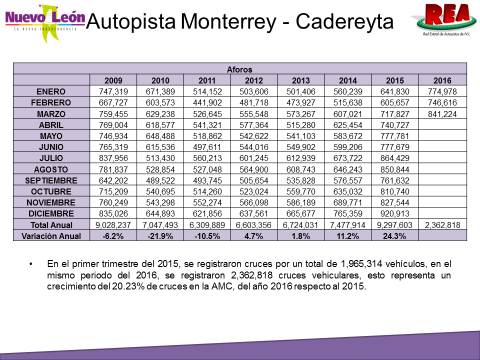 Nuevo León
Autopista Monterrey - Cadereyta
REA
Red Estatal de Autopistas de N.L.
Aforos
2009 2010 2011 2012 2013 2014 2015 2016
ENERO 747,319 671,389 514,152 503,606 501,406 560,239 641,830 774,978
FEBRERO 667,727 603,573 441,902 481,718 473,927 515,638 605,657 746,616
MARZO 759,455 629,238 526,645 555,548 573,267 607,021 717,827 841,224
ABRIL 769,004 618,577 541,321 577,364 515,280 625,454 740,727
MAYO 746,934 648,488 518,862 542,622 541,103 583,672 777,781
JUNIO 765,319 615,536 497,611 544,016 549,902 599,206 777,679
JULIO 837,956 513,430 560,213 601,245 612,939 673,722 864,429
AGOSTO 781,837 528,854 527,048 564,900 608,743 646,243 850,844
SEPTIEMBRE 642,202 489,522 493,745 505,654 535,828 576,557 761,632
OCTUBRE 715,209 540,695 514,260 523,024 559,770 635,032 810,740
NOVIEMBRE 760,249 543,298 552,274 566,098 586,189 689,771 827,544
DICIEMBRE 835,026 644,893 621,856 637,561 665,677 765,359 920,913
Total Anual 9,028,237 7,047,493 6,309,889 6,603,356 6,724,031 7,477,914 9,297,603 2,362,818
Variación Anual -6.2% -21.9% -10.5% 4.7% 1.8% 11.2% 24.3%
• En el primer trimestre del 2015, se registraron cruces por un total de 1,965,314 vehículos, en el
mismo periodo del 2016, se registraron 2,362,818 cruces vehiculares, esto representa un
crecimiento del 20.23% de cruces en la AMC, del año 2016 respecto al 2015.